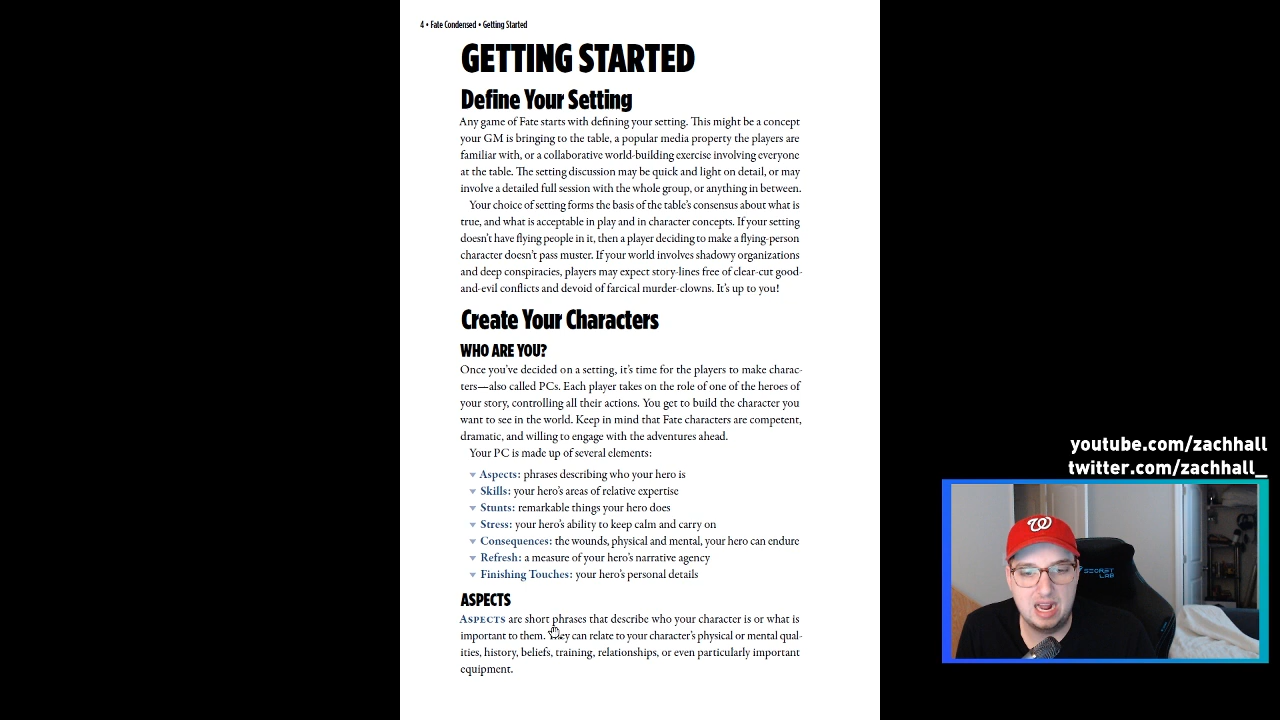 4 • Fate Condensed • Getting Started
GETTING STARTED
Define Your Setting
Any game of Fate starts with defining your setting. This might be a concept
your GM is bringing to the table, a popular media property the players are
familiar with, or a collaborative world-building exercise involving everyone
at the table. The setting discussion may be quick and light on detail, or may
involve a detailed full session with the whole group, or anything in between.
Your choice of setting forms the basis of the table's consensus about what is
true, and what is acceptable in play and in character concepts. If your setting
doesn't have flying people in it, then a player deciding to make a flying-person
character doesn't pass muster. If your world involves shadowy organizations
and deep conspiracies, players may expect story-lines free of clear-cut good-
and-evil conflicts and devoid of farcical murder-clowns. It's up to you!
Create Your Characters
WHO ARE YOU?
Once you've decided on a setting, it's time for the players to make charac-
ters—also called PCs. Each player takes on the role of one of the heroes of
your story, controlling all their actions. You get to build the character you
want to see in the world. Keep in mind that Fate characters are competent,
dramatic, and willing to engage with the adventures ahead.
Your PC is made up of several elements:
Aspects: phrases describing who your hero is
Skills: your hero's areas of relative expertise
Stunts: remarkable things your hero does
Stress: your hero's ability to keep calm and carry on
Consequences: the wounds, physical and mental, your hero can endure
Refresh: a measure of your hero's narrative agency
Finishing Touches: your hero's personal details
ASPECTS
ASPECTS are short phrases that describe who your character is or what is
important to them. They can relate to your character's physical or mental qual-
ities, history, beliefs, training, relationships, or even particularly important
equipment.
youtube.com/zachhall
twitter.com/zachhall_
W
SECRET
LAB